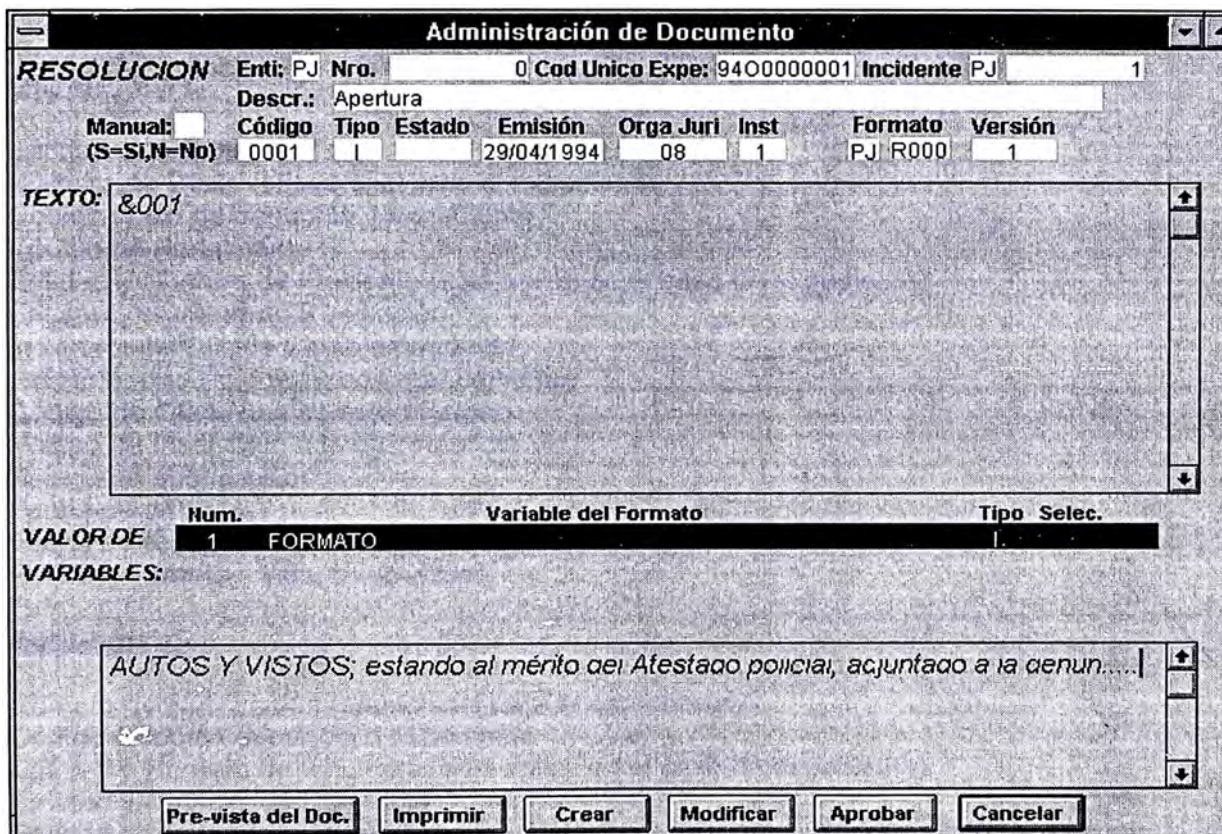 Administración de Documento
RESOLUCION Enti: PJ Nro. 0 Cod Unico Expe: 94O0000001 Incidente PJ 1
Descr.: Apertura
Manual: Código Tipo Estado Emisión Orga Juri Inst Formato Versión
(S=Si,N=No) 0001 I 29/04/1994 08 1 PJ R000 1
TEXTO: &001
Num. Variable del Formato Tipo Selec.
VALOR DE 1 FORMATO I
VARIABLES:
AUTOS Y VISTOS; estando al mérito del Atestado policial, adjuntado a la denun.....
Pre-vista del Doc. Imprimir Crear Modificar Aprobar Cancelar